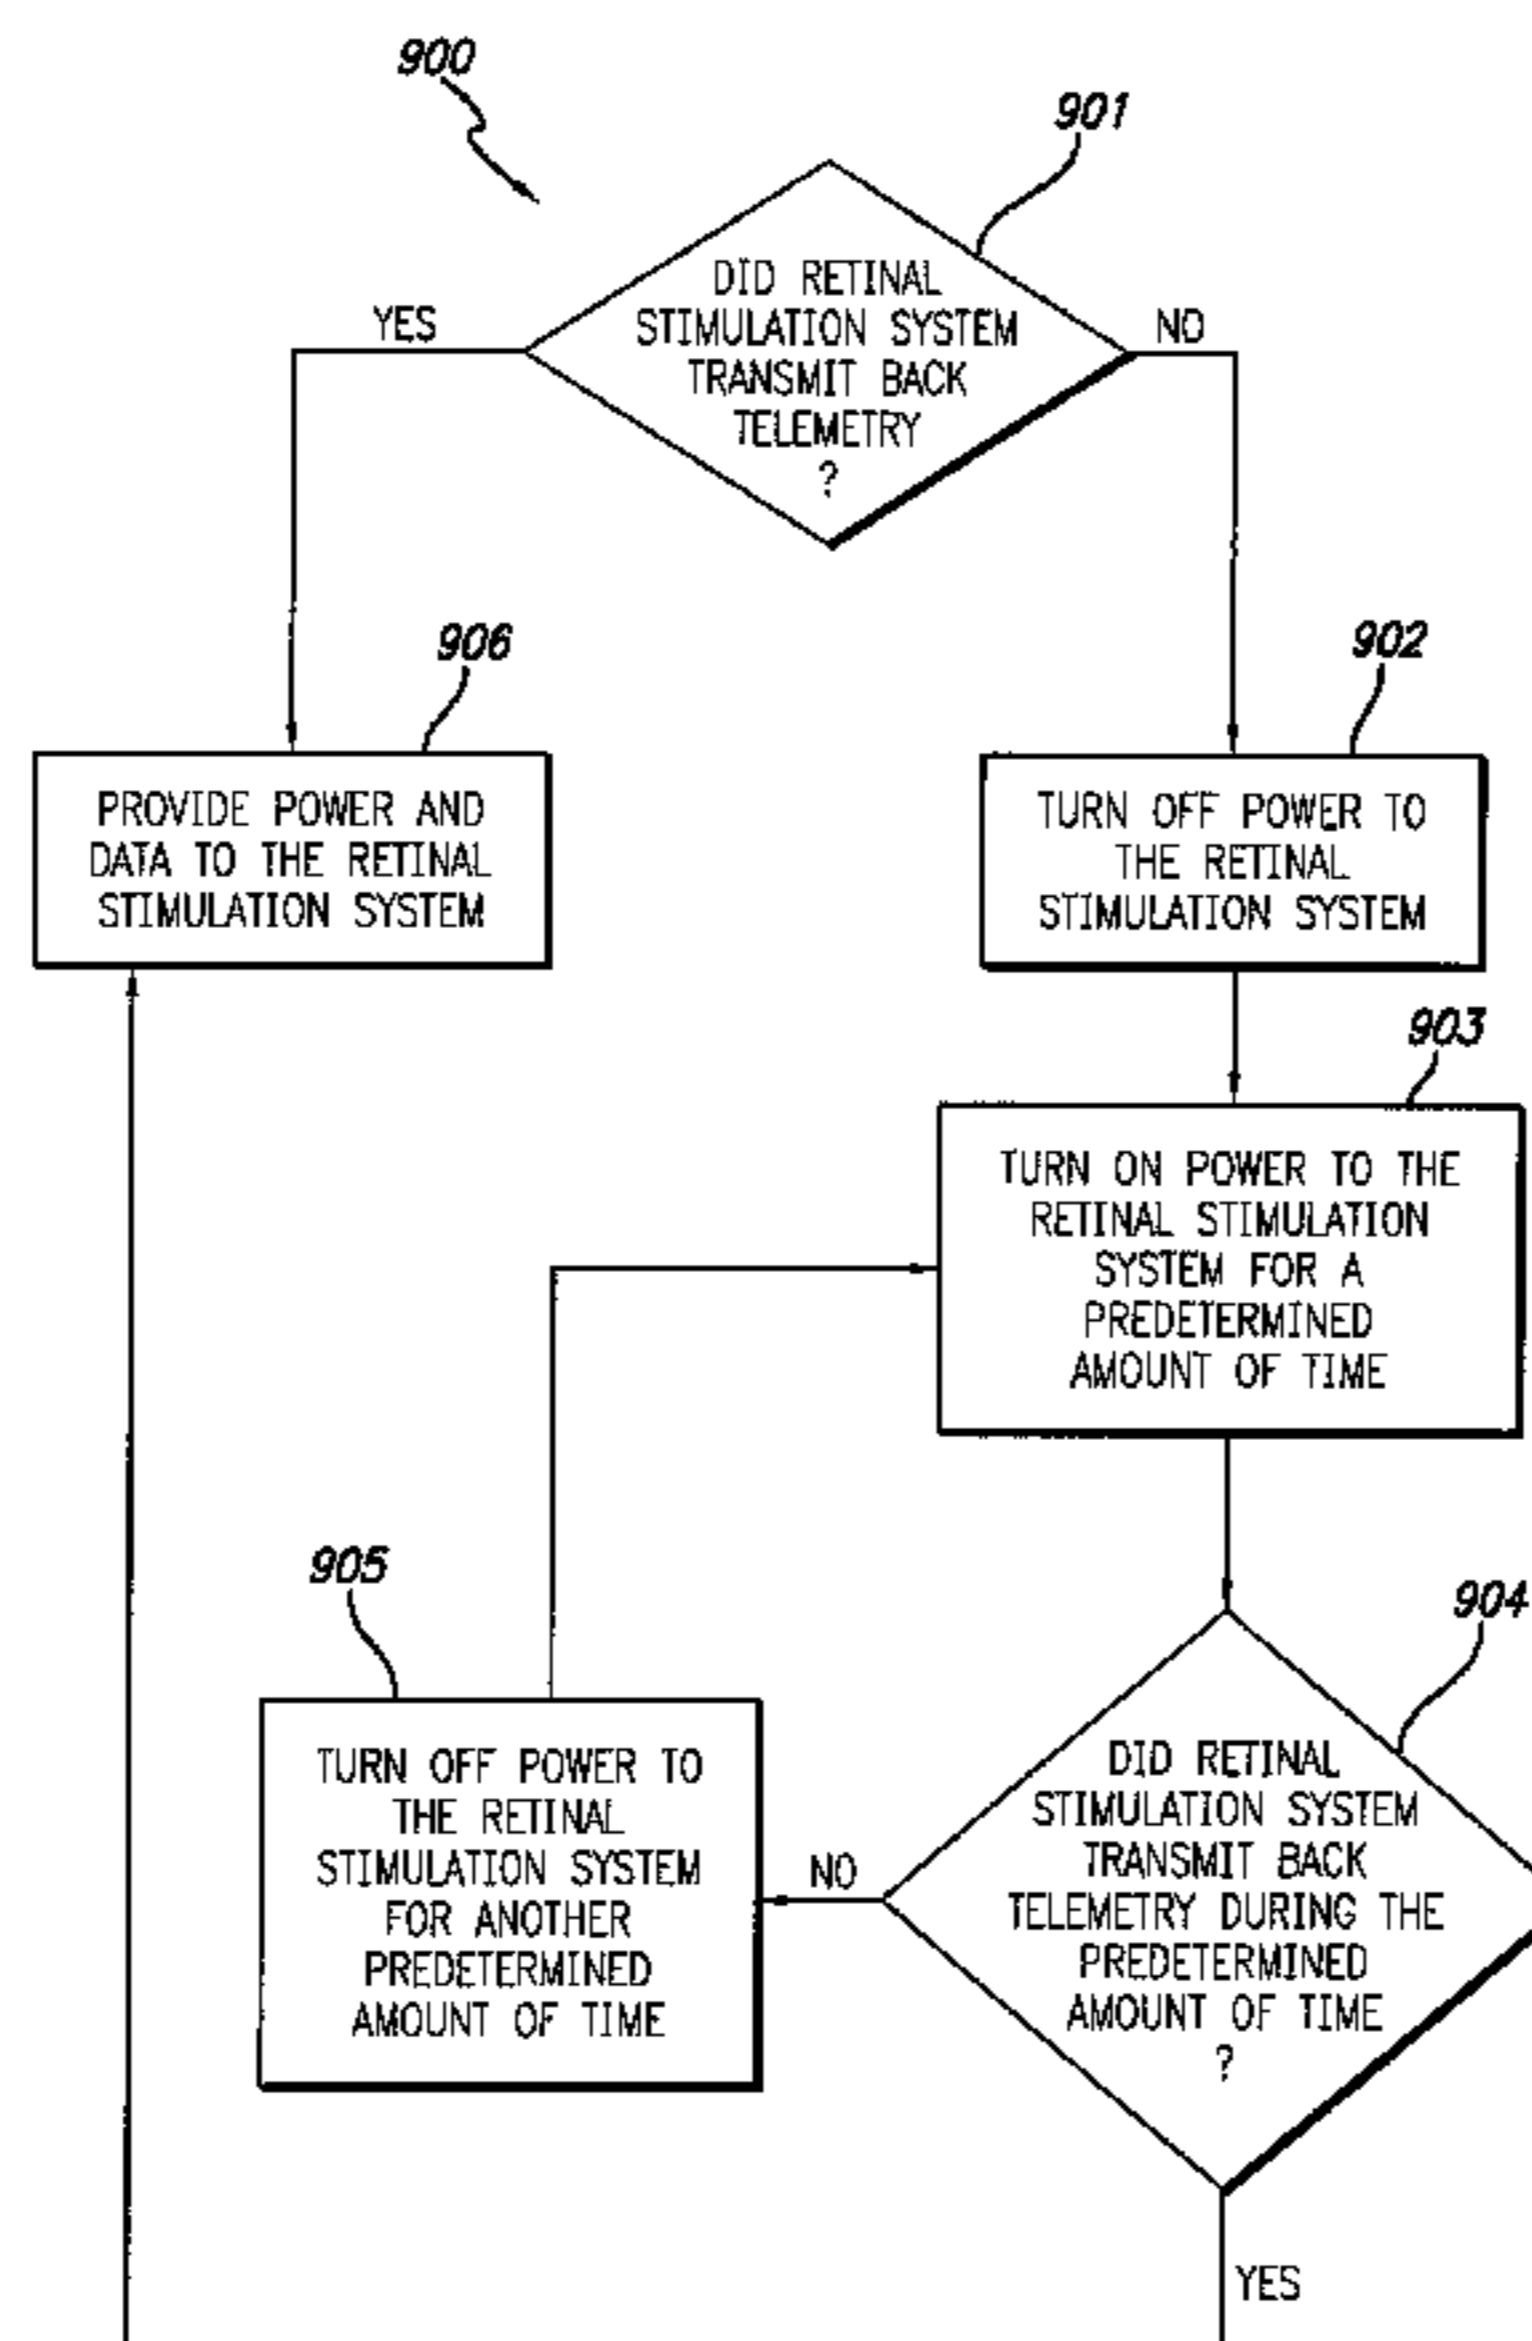 900
901
DID RETINAL
STIMULATION SYSTEM
TRANSMIT BACK
TELEMETRY
?
YES
NO
906
902
PROVIDE POWER AND
DATA TO THE RETINAL
STIMULATION SYSTEM
TURN OFF POWER TO
THE RETINAL
STIMULATION SYSTEM
903
TURN ON POWER TO THE
RETINAL STIMULATION
SYSTEM FOR A
PREDETERMINED
AMOUNT OF TIME
905
904
TURN OFF POWER TO
THE RETINAL
STIMULATION SYSTEM
FOR ANOTHER
PREDETERMINED
AMOUNT OF TIME
NO
DID RETINAL
STIMULATION SYSTEM
TRANSMIT BACK
TELEMETRY DURING THE
PREDETERMINED
AMOUNT OF TIME
?
YES